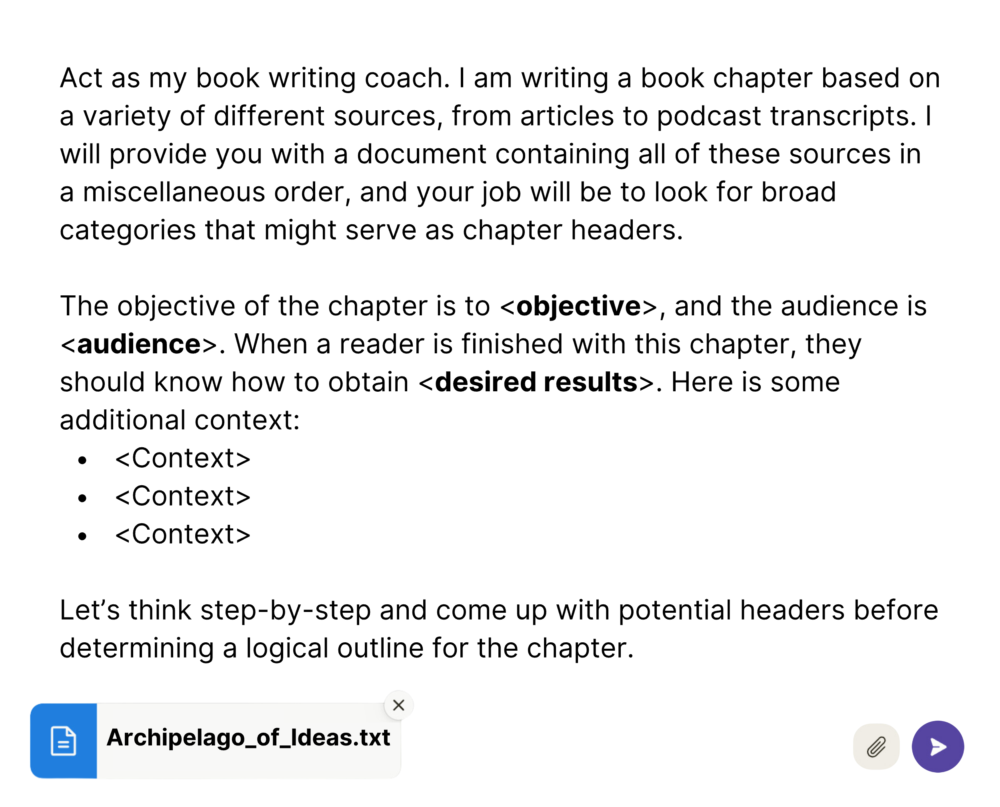 Act as my book writing coach. I am writing a book chapter based on
a variety of different sources, from articles to podcast transcripts. I
will provide you with a document containing all of these sources in
a miscellaneous order, and your job will be to look for broad
categories that might serve as chapter headers.
The objective of the chapter is to <objective>, and the audience is
<audience>. When a reader is finished with this chapter, they
should know how to obtain <desired results>. Here is some
additional context:
• <Context>
• <Context>
• <Context>
Let’s think step-by-step and come up with potential headers before
determining a logical outline for the chapter.
Archipelago_of_Ideas.txt